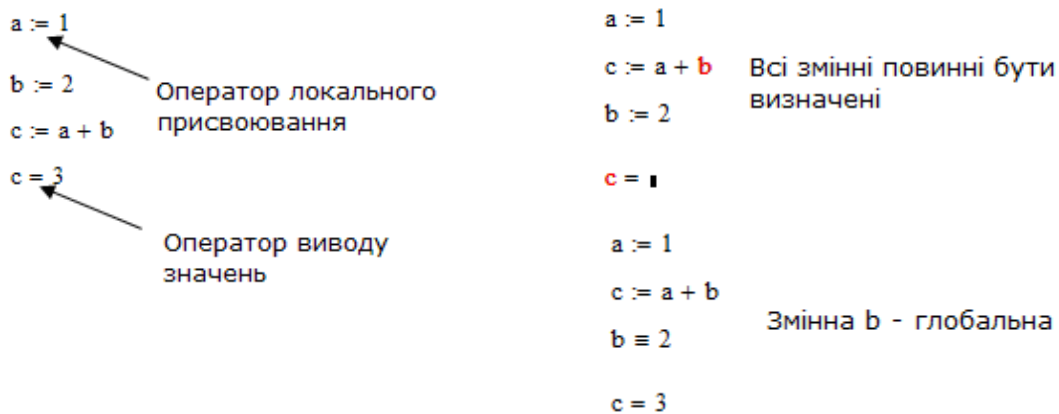 a := 1
b := 2
Оператор локального
присвоювання
c := a + b
c = 3
Оператор виводу
значень
a := 1
c := a + b
Всі змінні повинні бути
визначені
b := 2
c =
a := 1
c := a + b
Змінна b - глобальна
b ≡ 2
c = 3